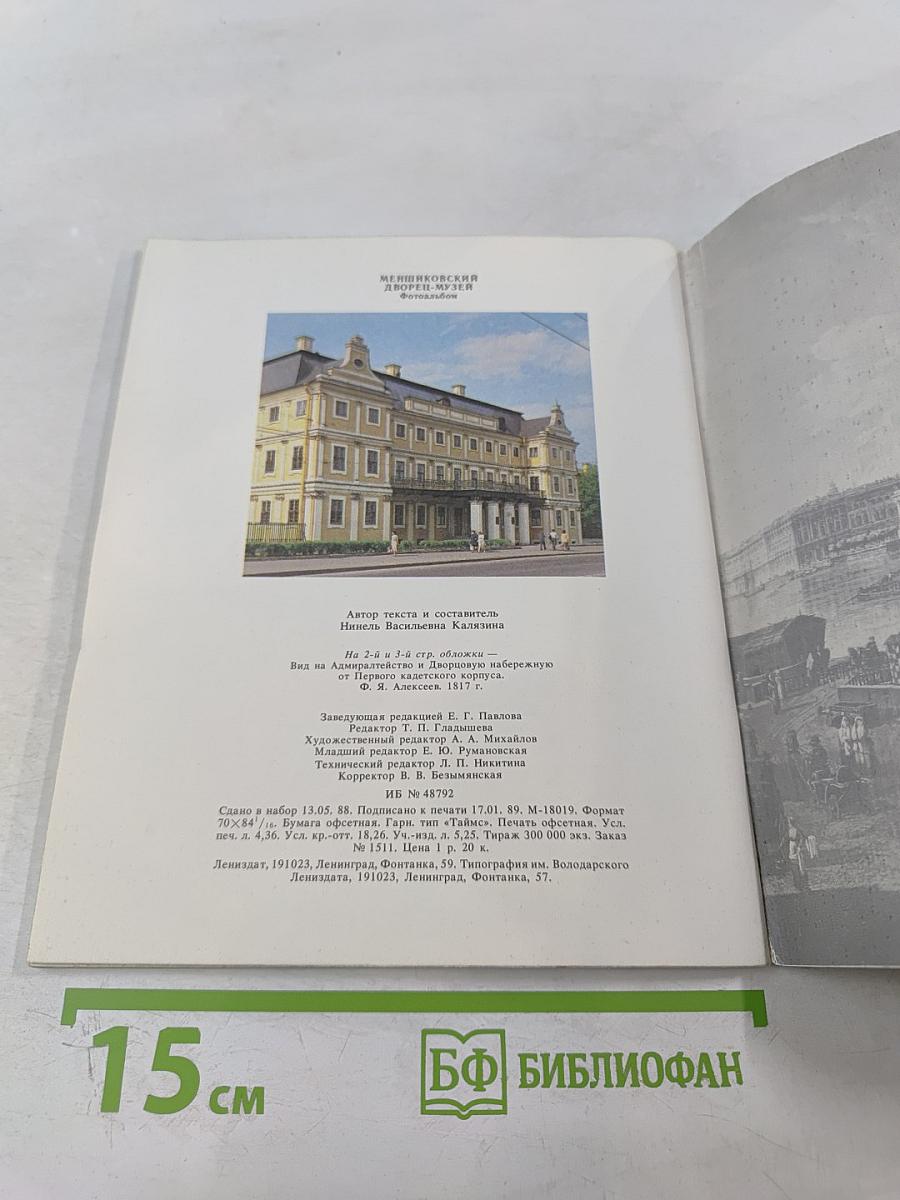 МЕНШИКОВСКИЙ
ДВОРЕЦ-МУЗЕЙ
Фотоальбом
Автор текста и составитель
Нинель Васильевна Калязина
На 2-й и 3-й стр. обложки —
Вид на Адмиралтейство и Дворцовую набережную
от Первого кадетского корпуса.
Ф. Я. Алексеев. 1817 г.
Заведующая редакцией Е. Г. Павлова
Редактор Т. П. Гладышева
Художественный редактор А. А. Михайлов
Младший редактор Е. Ю. Румановская
Технический редактор Л. П. Никитина
Корректор В. В. Безымянская
ИБ № 48792
Сдано в набор 13.05. 88. Подписано к печати 17.01. 89. М-18019. Формат
70×84¹/₁₆. Бумага офсетная. Гарн. тип «Таймс». Печать офсетная. Усл.
печ. л. 4,36. Усл. кр.-отт. 18,26. Уч.-изд. л. 5,25. Тираж 300 000 экз. Заказ
№ 1511. Цена 1 р. 20 к.
Лениздат, 191023, Ленинград, Фонтанка, 59. Типография им. Володарского
Лениздата, 191023, Ленинград, Фонтанка, 57.
15 см
БФ БИБЛИОФАН